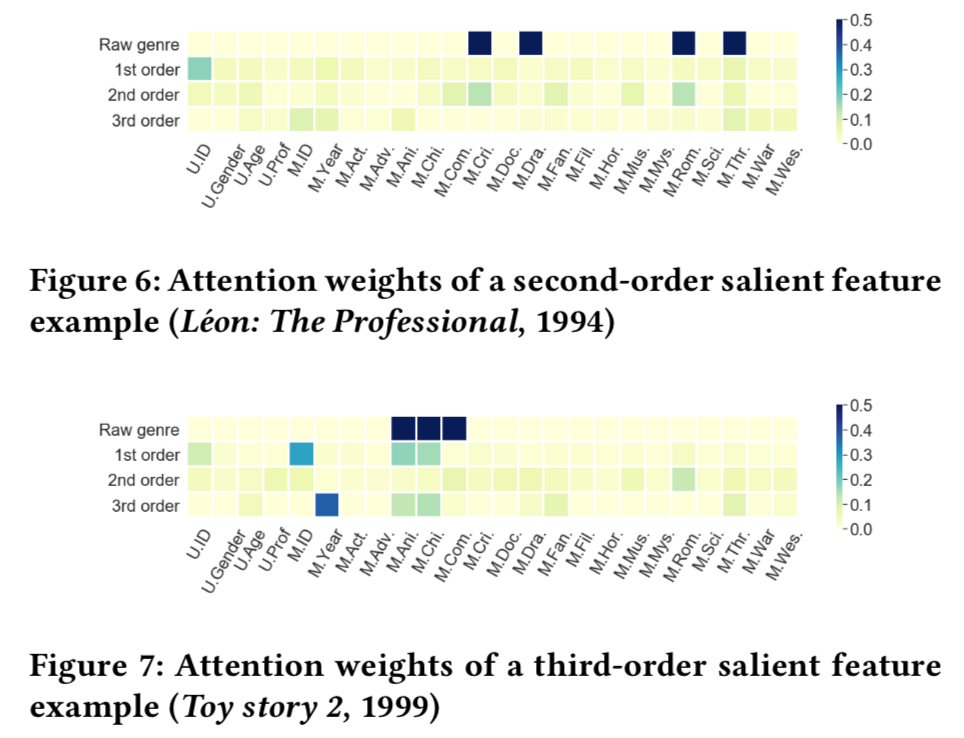 0.5
0.4
0.3
0.2
0.1
0.0
Raw genre
1st order
2nd order
3rd order
U.ID U.Gender U.Age U.Prof M.ID M.Year M.Act. M.Adv. M.Ani. M.Chi. M.Com. M.Cri. M.Doc. M.Dra. M.Fan. M.Fil. M.Hor. M.Mus. M.Mys. M.Rom. M.Sci. M.Thr. M.War M.Wes.
Figure 6: Attention weights of a second-order salient feature
example (Léon: The Professional, 1994)
0.5
0.4
0.3
0.2
0.1
0.0
Raw genre
1st order
2nd order
3rd order
U.ID U.Gender U.Age U.Prof M.ID M.Year M.Act. M.Adv. M.Ani. M.Chi. M.Com. M.Cri. M.Doc. M.Dra. M.Fan. M.Fil. M.Hor. M.Mus. M.Mys. M.Rom. M.Sci. M.Thr. M.War M.Wes.
Figure 7: Attention weights of a third-order salient feature
example (Toy story 2, 1999)